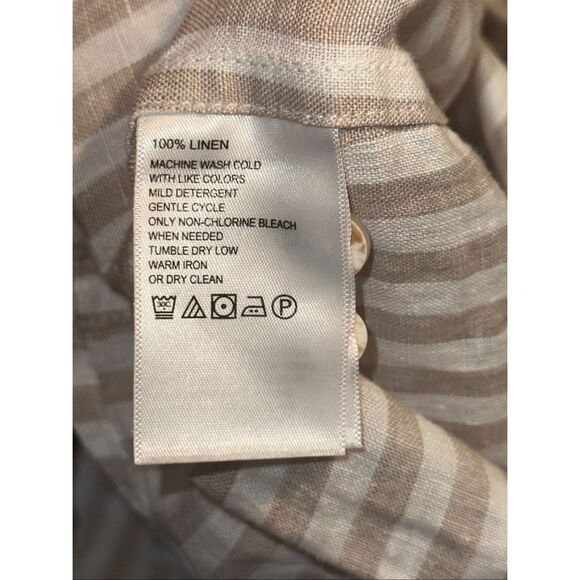 100% LINEN
MACHINE WASH COLD
WITH LIKE COLORS
MILD DETERGENT
GENTLE CYCLE
ONLY NON-CHLORINE BLEACH
WHEN NEEDED
TUMBLE DRY LOW
WARM IRON
OR DRY CLEAN
30C P